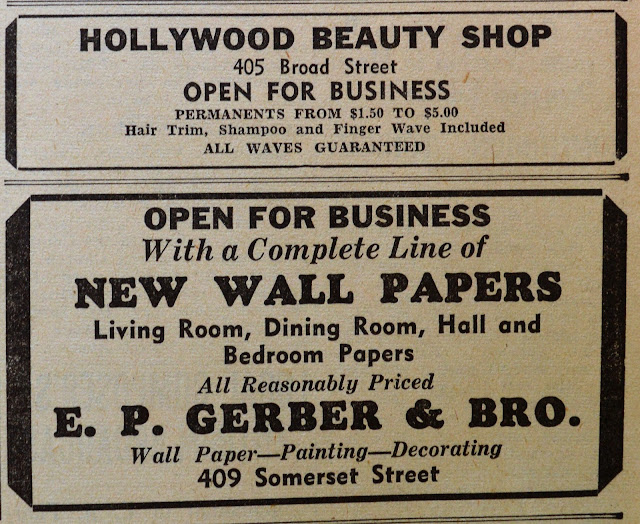 HOLLYWOOD BEAUTY SHOP
405 Broad Street
OPEN FOR BUSINESS
PERMANENTS FROM $1.50 TO $5.00
Hair Trim, Shampoo and Finger Wave Included
ALL WAVES GUARANTEED
OPEN FOR BUSINESS
With a Complete Line of
NEW WALL PAPERS
Living Room, Dining Room, Hall and
Bedroom Papers
All Reasonably Priced
E. P. GERBER & BRO.
Wall Paper—Painting—Decorating
409 Somerset Street